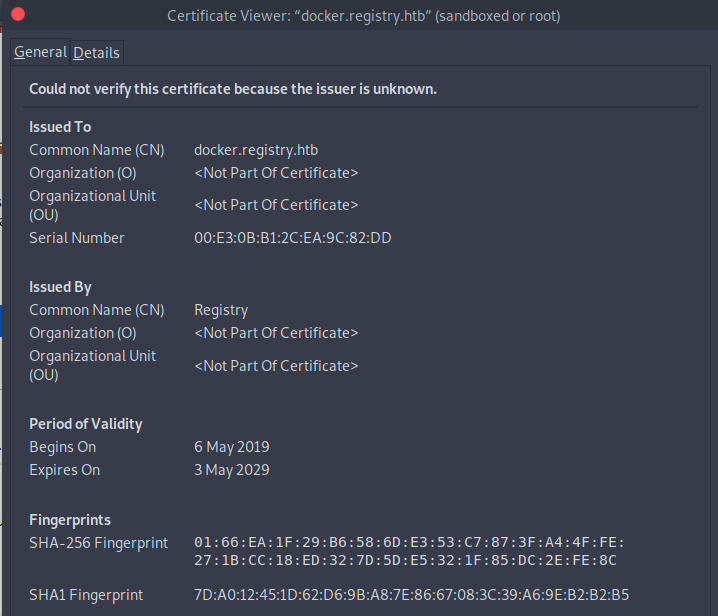 Certificate Viewer: “docker.registry.htb” (sandboxed or root)
General Details
Could not verify this certificate because the issuer is unknown.
Issued To
Common Name (CN) docker.registry.htb
Organization (O) <Not Part Of Certificate>
Organizational Unit (OU) <Not Part Of Certificate>
Serial Number 00:E3:0B:B1:2C:EA:9C:82:DD
Issued By
Common Name (CN) Registry
Organization (O) <Not Part Of Certificate>
Organizational Unit (OU) <Not Part Of Certificate>
Period of Validity
Begins On 6 May 2019
Expires On 3 May 2029
Fingerprints
SHA-256 Fingerprint 01:66:EA:1F:29:B6:58:6D:E3:53:C7:87:3F:A4:4F:FE:
27:1B:CC:18:ED:32:7D:5D:E5:32:1F:85:DC:2E:FE:8C
SHA1 Fingerprint 7D:A0:12:45:1D:62:D6:9B:A8:7E:86:67:08:3C:39:A6:9E:B2:B2:B5